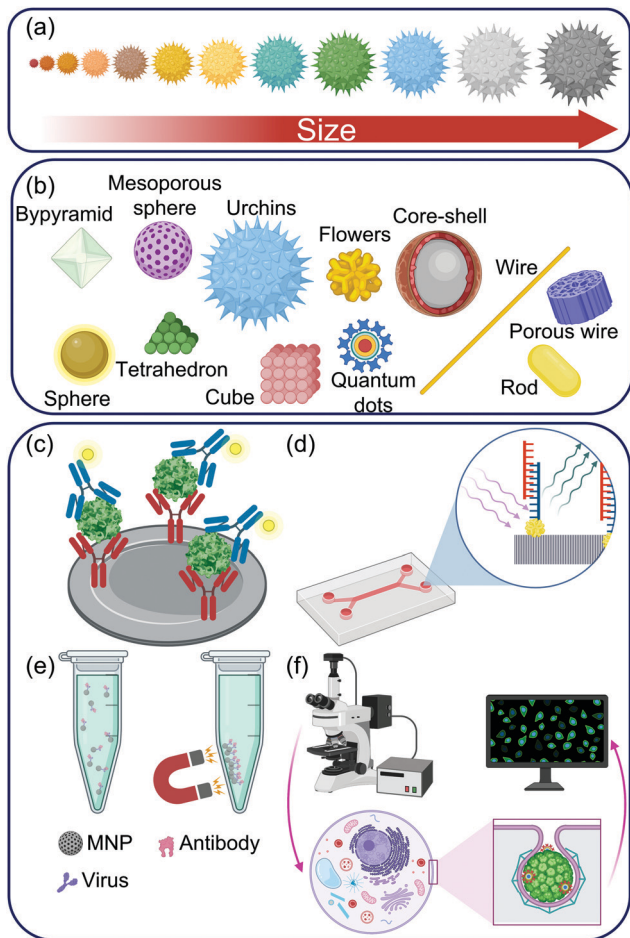 (a)
Size
(b)
Bypyramid
Mesoporous
sphere
Urchins
Flowers
Core-shell
Wire
Porous wire
Sphere
Tetrahedron
Cube
Quantum
dots
Rod
(c)
(d)
(e)
(f)
MNP
Antibody
Virus